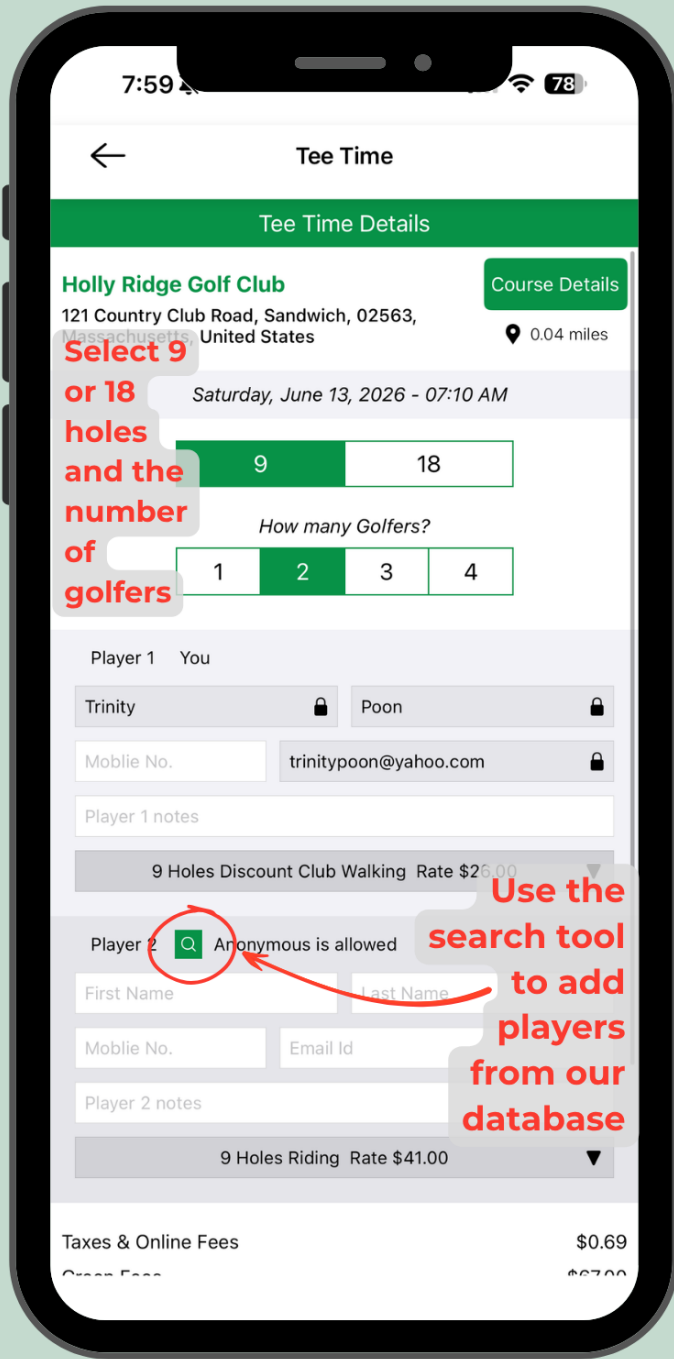 7:59
78
Tee Time
Tee Time Details
Holly Ridge Golf Club
Course Details
121 Country Club Road, Sandwich, 02563,
Massachusetts, United States
0.04 miles
Select 9
or 18
holes
and the
number
of
golfers
Saturday, June 13, 2026 - 07:10 AM
9 18
How many Golfers?
1 2 3 4
Player 1 You
Trinity Poon
Moblie No. trinitypoon@yahoo.com
Player 1 notes
9 Holes Discount Club Walking Rate $26.00
Use the
search tool
to add
players
from our
database
Player 2 Anonymous is allowed
First Name Last Name
Moblie No. Email Id
Player 2 notes
9 Holes Riding Rate $41.00
Taxes & Online Fees $0.69
Green Fees $67.00